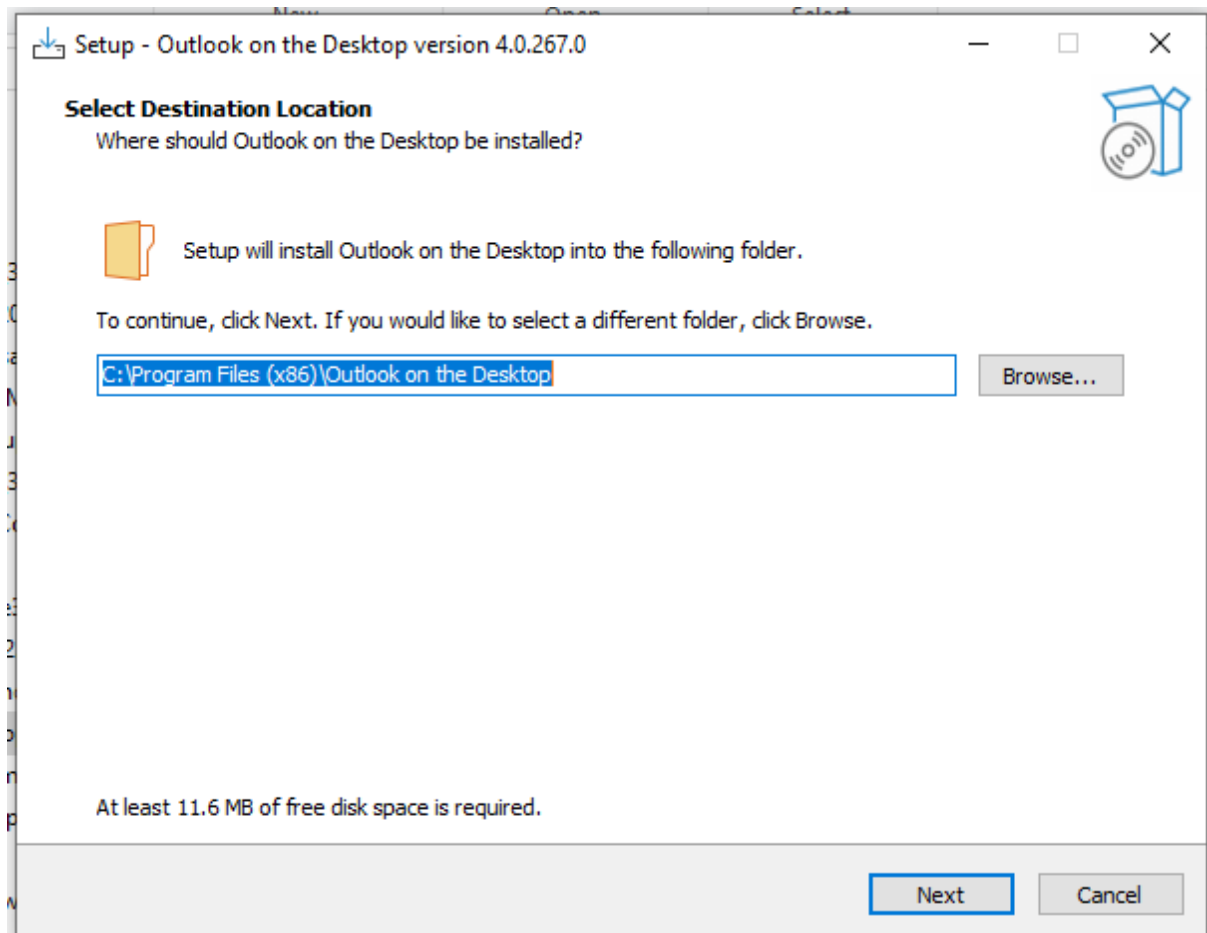 Setup - Outlook on the Desktop version 4.0.267.0
Select Destination Location
Where should Outlook on the Desktop be installed?
Setup will install Outlook on the Desktop into the following folder.
To continue, click Next. If you would like to select a different folder, click Browse.
C:\Program Files (x86)\Outlook on the Desktop
Browse...
At least 11.6 MB of free disk space is required.
Next
Cancel